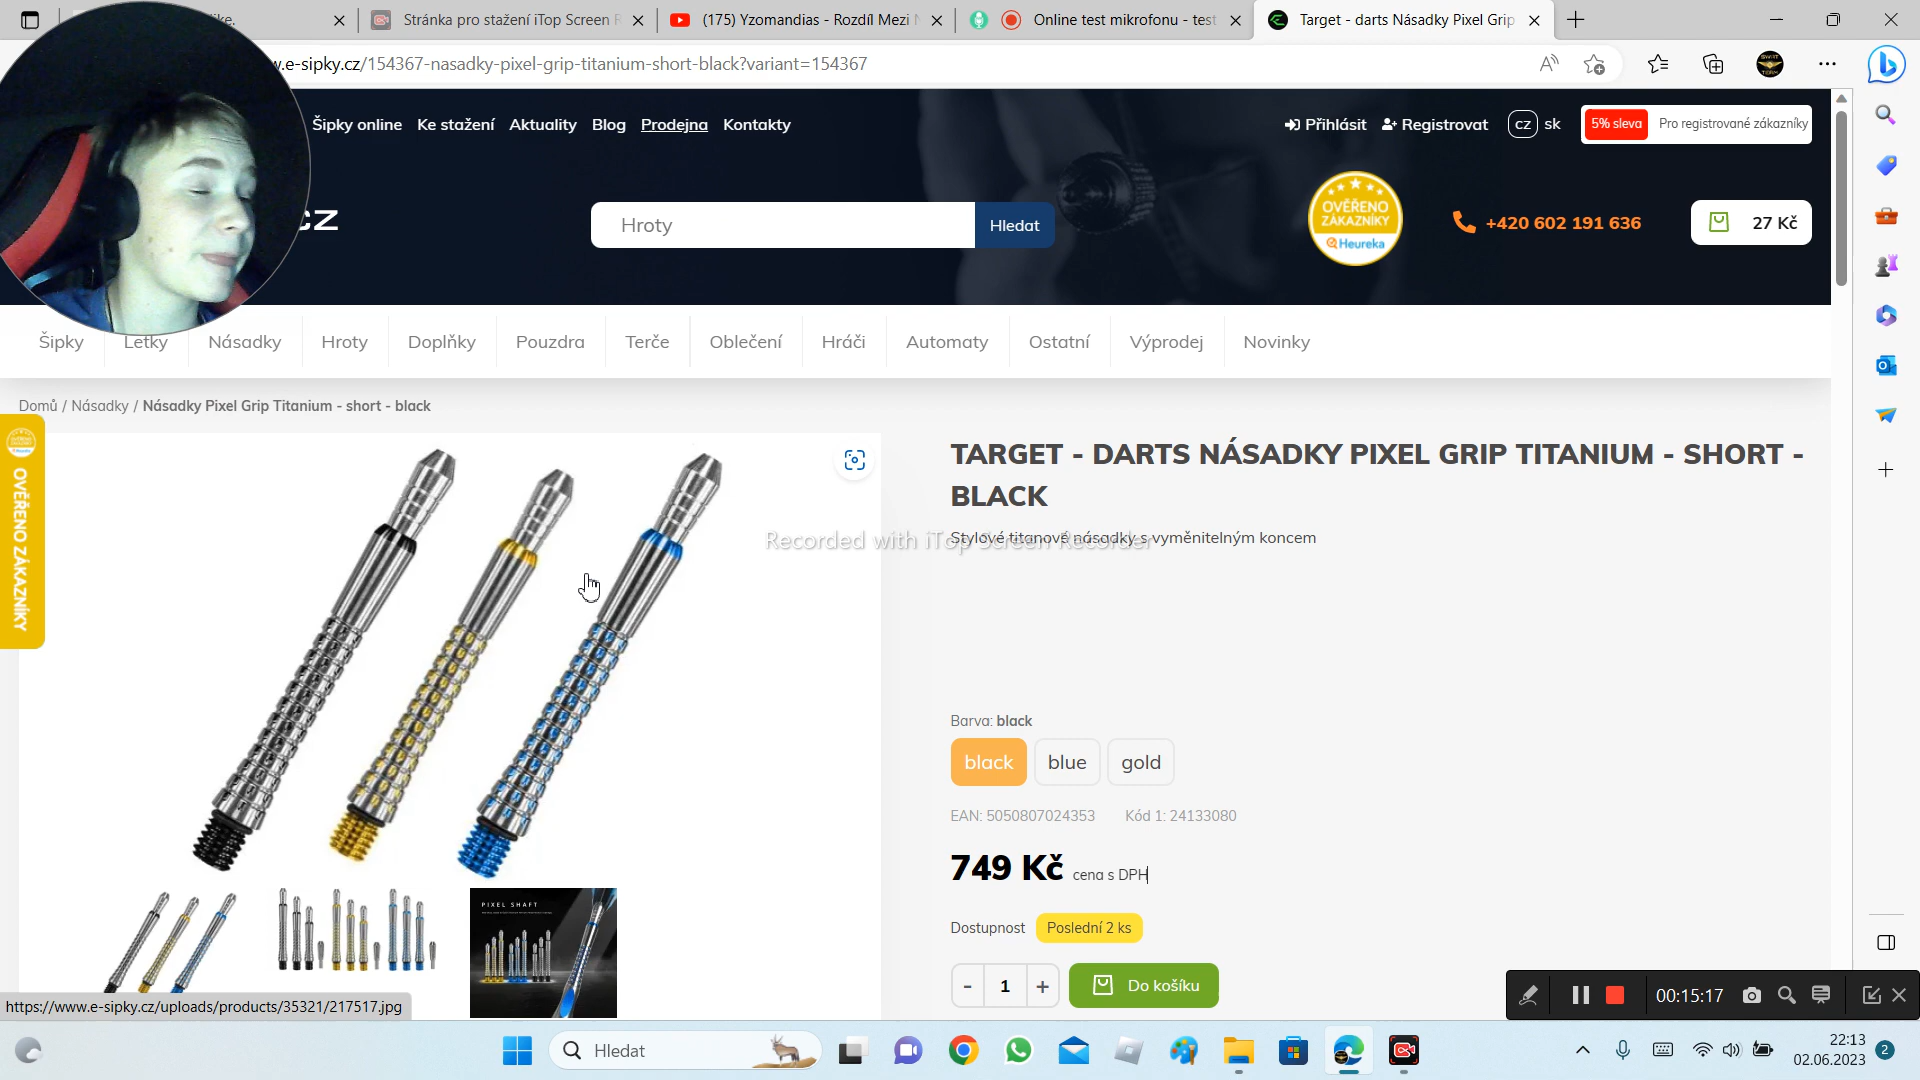 like.
Stránka pro stažení iTop Screen R
(175) Yzomandias - Rozdíl Mezi N
Online test mikrofonu - test
Target - darts Násadky Pixel Grip
w.e-sipky.cz/154367-nasadky-pixel-grip-titanium-short-black?variant=154367
Šipky online Ke stažení Aktuality Blog Prodejna Kontakty
Přihlásit Registrovat cz sk 5% sleva Pro registrované zákazníky
cz
Hroty
Hledat
OVĚŘENO
ZÁKAZNÍKY
Heureka
+420 602 191 636
27 Kč
Šipky Letky Násadky Hroty Doplňky Pouzdra Terče Oblečení Hráči Automaty Ostatní Výprodej Novinky
Domů / Násadky / Násadky Pixel Grip Titanium - short - black
OVĚŘENO ZÁKAZNÍKY
TARGET - DARTS NÁSADKY PIXEL GRIP TITANIUM - SHORT -
BLACK
Stylové titanové násadky s vyměnitelným koncem
Recorded with iTop Screen Recorder
Barva: black
black blue gold
EAN: 5050807024353 Kód 1: 24133080
749 Kč cena s DPH
Dostupnost Poslední 2 ks
- 1 + Do košíku
PIXEL SHAFT
https://www.e-sipky.cz/uploads/products/35321/217517.jpg
00:15:17
Hledat
22:13
02.06.2023
2